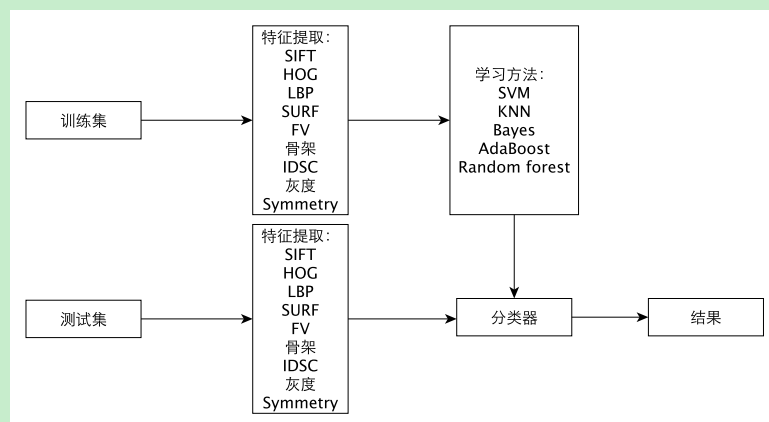 训练集
特征提取：
SIFT
HOG
LBP
SURF
FV
骨架
IDSC
灰度
Symmetry
学习方法：
SVM
KNN
Bayes
AdaBoost
Random forest
测试集
特征提取：
SIFT
HOG
LBP
SURF
FV
骨架
IDSC
灰度
Symmetry
分类器
结果